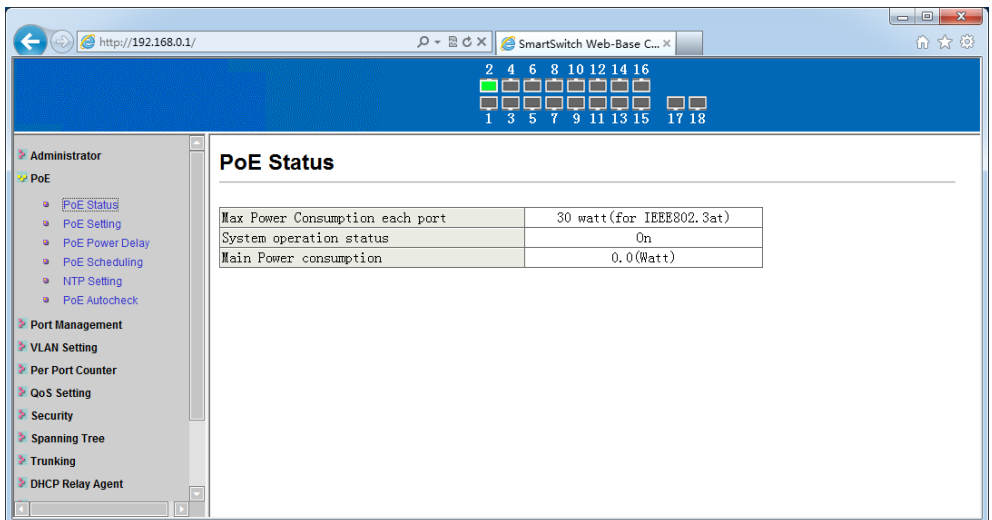 http://192.168.0.1/
SmartSwitch Web-Base C...
2 4 6 8 10 12 14 16
1 3 5 7 9 11 13 15 17 18
Administrator
PoE
PoE Status
PoE Setting
PoE Power Delay
PoE Scheduling
NTP Setting
PoE Autocheck
Port Management
VLAN Setting
Per Port Counter
QoS Setting
Security
Spanning Tree
Trunking
DHCP Relay Agent
PoE Status
Max Power Consumption each port 30 watt(for IEEE802.3at)
System operation status On
Main Power consumption 0.0(Watt)